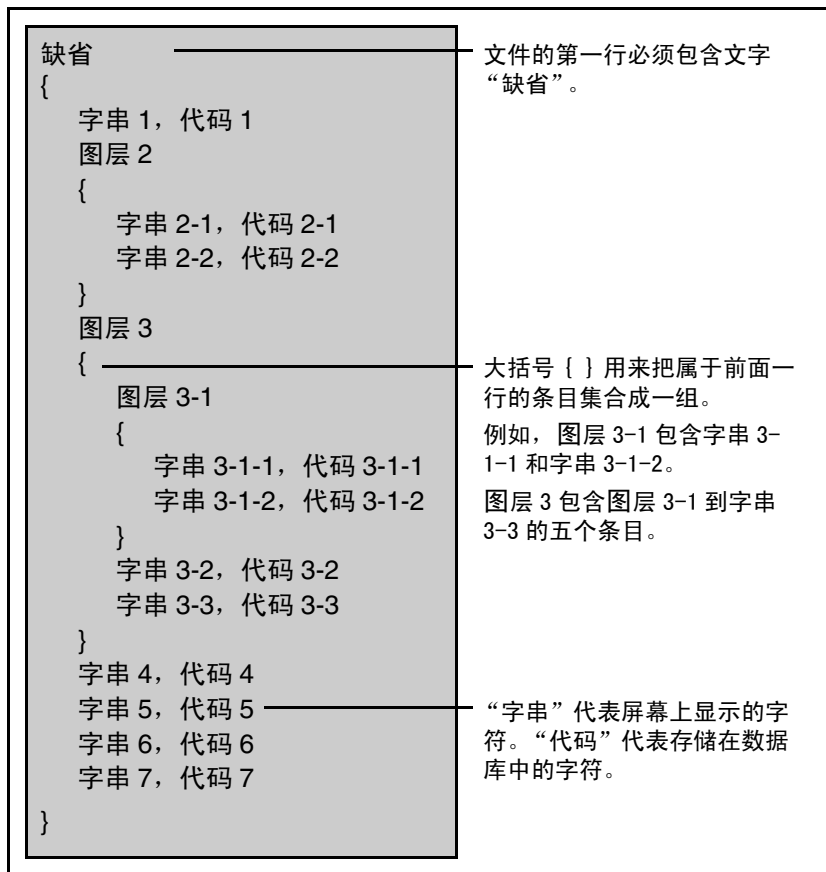 缺省
{
字串 1，代码 1
图层 2
{
字串 2-1，代码 2-1
字串 2-2，代码 2-2
}
图层 3
{
图层 3-1
{
字串 3-1-1，代码 3-1-1
字串 3-1-2，代码 3-1-2
}
字串 3-2，代码 3-2
字串 3-3，代码 3-3
}
字串 4，代码 4
字串 5，代码 5
字串 6，代码 6
字串 7，代码 7
}
文件的第一行必须包含文字
“缺省”。
大括号 { } 用来把属于前面一
行的条目集合成一组。
例如，图层 3-1 包含字串 3-
1-1 和字串 3-1-2。
图层 3 包含图层 3-1 到字串
3-3 的五个条目。
“字串”代表屏幕上显示的字
符。“代码”代表存储在数据
库中的字符。